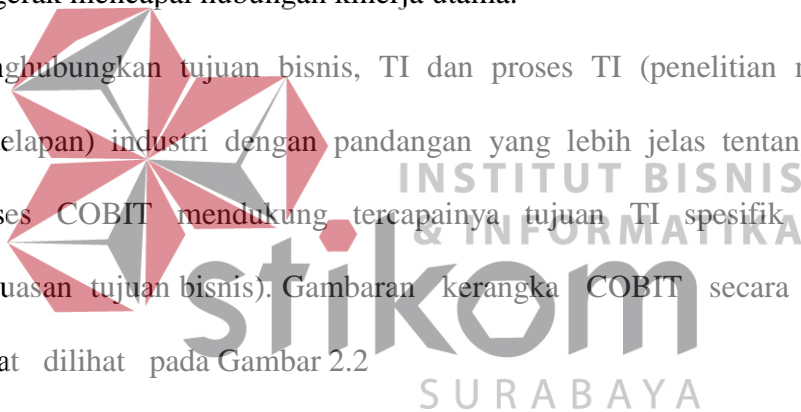 gerak mencapai hubungan kinerja utama.
nghubungkan tujuan bisnis, TI dan proses TI (penelitian
elapan) industri dengan pandangan yang lebih jelas tentan
INSTITUT BISNIS
ses COBIT mendukung tercapainya tujuan TI spesifik
& INFORMATIKA
uasan tujuan bisnis). Gambaran kerangka COBIT secara
stikom
at dilihat pada Gambar 2.2
SURABAYA